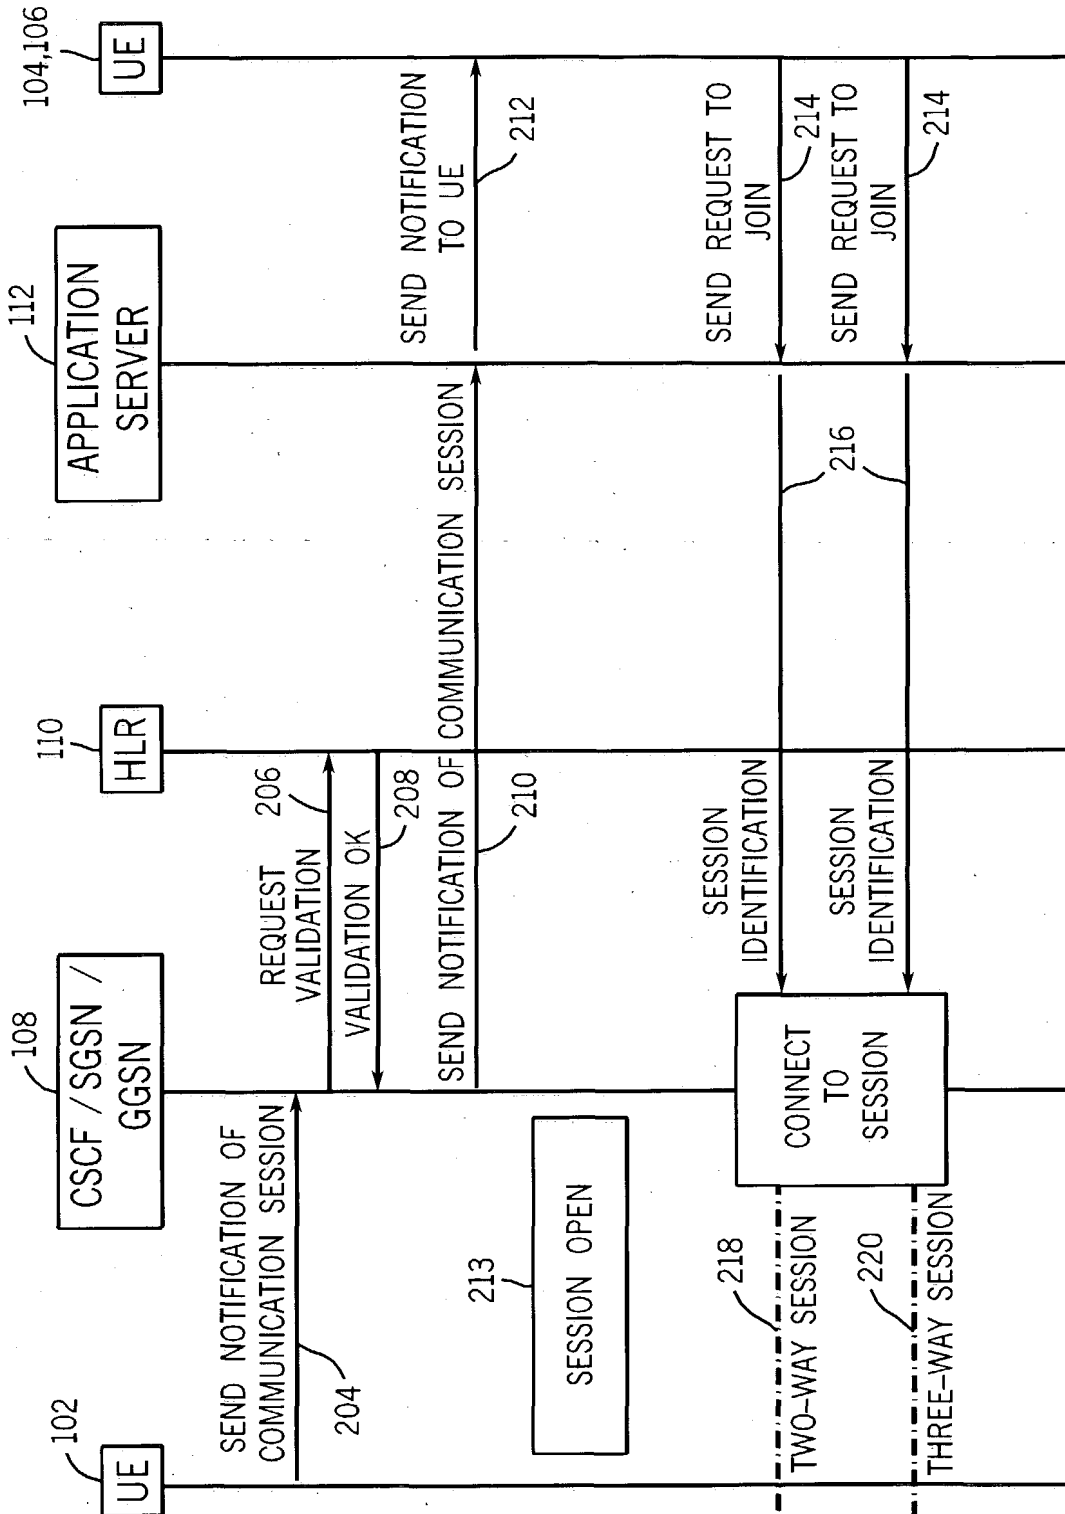 102
UE
108
CSCF / SGSN /
GGSN
110
HLR
112
APPLICATION
SERVER
104,106
UE
SEND NOTIFICATION OF
COMMUNICATION SESSION
204
REQUEST
VALIDATION
206
VALIDATION OK
208
SEND NOTIFICATION OF COMMUNICATION SESSION
210
SEND NOTIFICATION
TO UE
212
213
SESSION OPEN
SEND REQUEST TO
JOIN
214
SESSION
IDENTIFICATION
216
CONNECT
TO
SESSION
218
TWO-WAY SESSION
SEND REQUEST TO
JOIN
214
SESSION
IDENTIFICATION
220
THREE-WAY SESSION